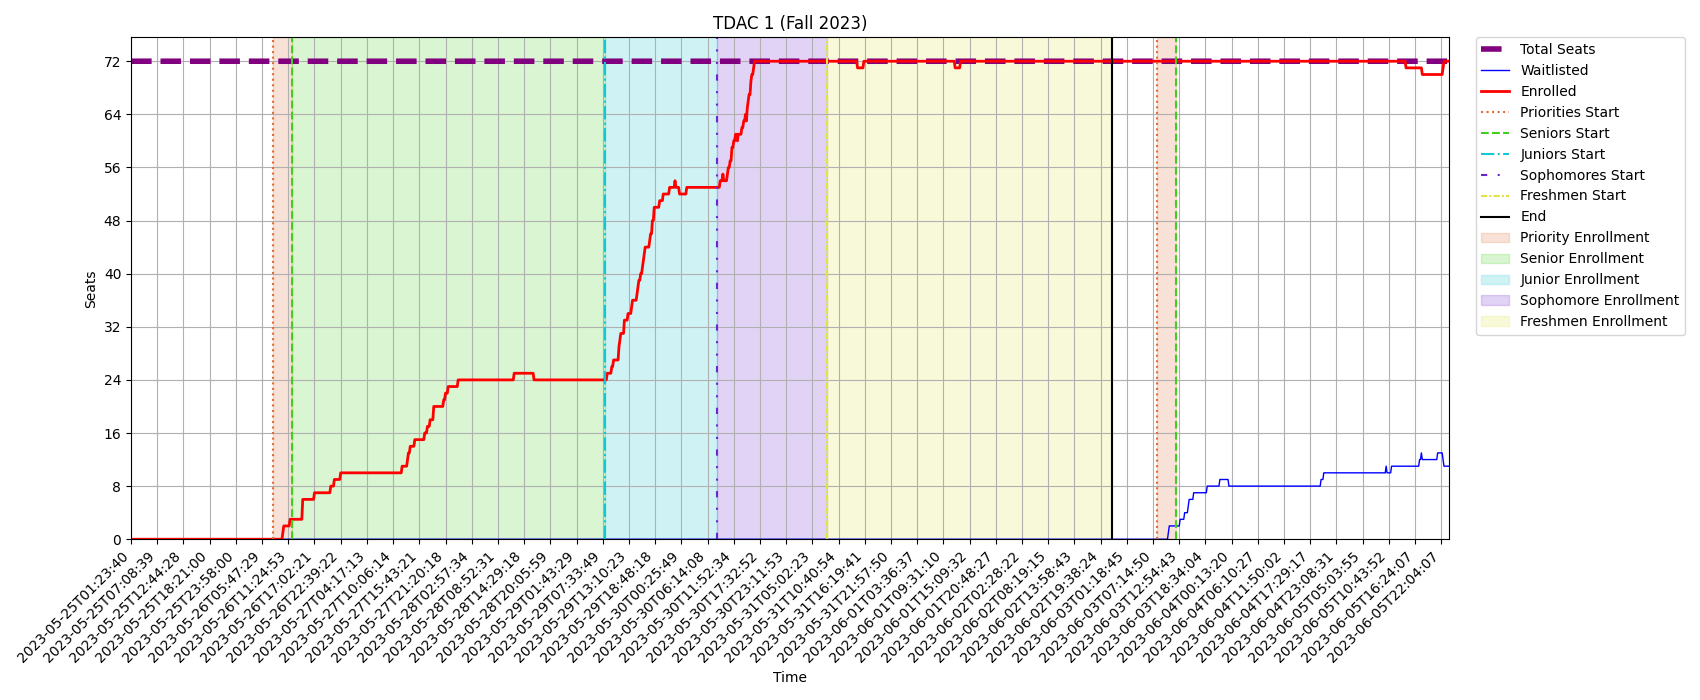 TDAC 1 (Fall 2023)
Seats
72
64
56
48
40
32
24
16
8
0
2023-05-25T01:23:40
2023-05-25T07:08:39
2023-05-25T12:44:28
2023-05-25T18:21:00
2023-05-25T23:58:00
2023-05-26T05:47:29
2023-05-26T11:24:53
2023-05-26T17:02:21
2023-05-26T22:39:22
2023-05-27T04:17:13
2023-05-27T10:06:14
2023-05-27T15:43:21
2023-05-27T21:20:18
2023-05-28T02:57:34
2023-05-28T08:52:31
2023-05-28T14:29:18
2023-05-28T20:05:59
2023-05-29T01:43:29
2023-05-29T07:33:49
2023-05-29T13:10:23
2023-05-29T18:48:18
2023-05-30T00:25:49
2023-05-30T06:14:08
2023-05-30T11:52:34
2023-05-30T17:32:52
2023-05-30T23:11:53
2023-05-31T05:02:23
2023-05-31T10:40:54
2023-05-31T16:19:41
2023-05-31T21:57:50
2023-06-01T03:36:37
2023-06-01T09:31:10
2023-06-01T15:09:32
2023-06-01T20:48:27
2023-06-02T02:28:22
2023-06-02T08:19:15
2023-06-02T13:58:43
2023-06-02T19:38:24
2023-06-03T01:18:45
2023-06-03T07:14:50
2023-06-03T12:54:43
2023-06-03T18:34:04
2023-06-04T00:13:20
2023-06-04T06:10:27
2023-06-04T11:50:02
2023-06-04T17:29:17
2023-06-04T23:08:31
2023-06-05T05:03:55
2023-06-05T10:43:52
2023-06-05T16:24:07
2023-06-05T22:04:07
Time
Total Seats
Waitlisted
Enrolled
Priorities Start
Seniors Start
Juniors Start
Sophomores Start
Freshmen Start
End
Priority Enrollment
Senior Enrollment
Junior Enrollment
Sophomore Enrollment
Freshmen Enrollment